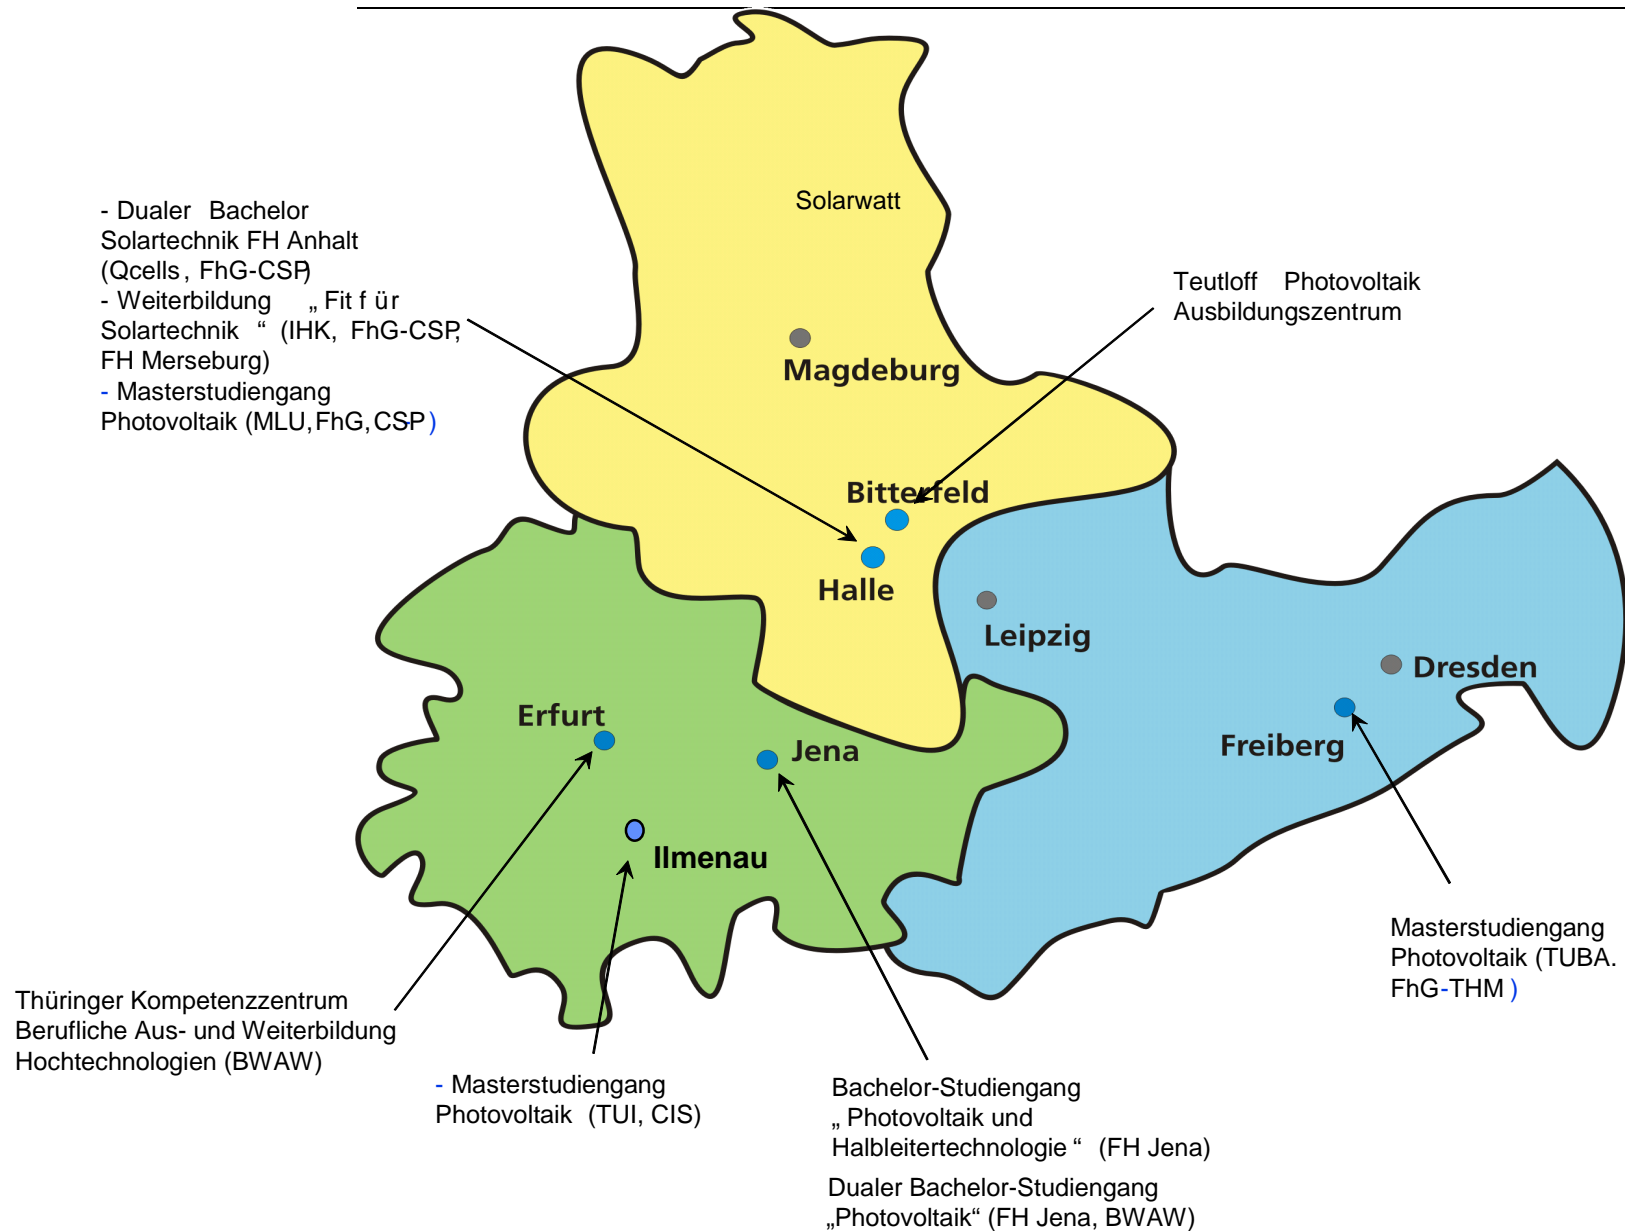 Solarwatt
- Dualer Bachelor
Solartechnik FH Anhalt
(Qcells, FhG-CSP)
- Weiterbildung „Fit für
Solartechnik“ (IHK, FhG-CSP,
FH Merseburg)
- Masterstudiengang
Photovoltaik (MLU, FhG, CSP-)
Teutloff Photovoltaik
Ausbildungszentrum
Magdeburg
Bitterfeld
Halle
Leipzig
Dresden
Freiberg
Erfurt
Jena
Ilmenau
Masterstudiengang
Photovoltaik (TUBA.
FhG-THM)
Thüringer Kompetenzzentrum
Berufliche Aus- und Weiterbildung
Hochtechnologien (BWAW)
- Masterstudiengang
Photovoltaik (TUI, CIS)
Bachelor-Studiengang
„Photovoltaik und
Halbleitertechnologie“ (FH Jena)
Dualer Bachelor-Studiengang
„Photovoltaik“ (FH Jena, BWAW)